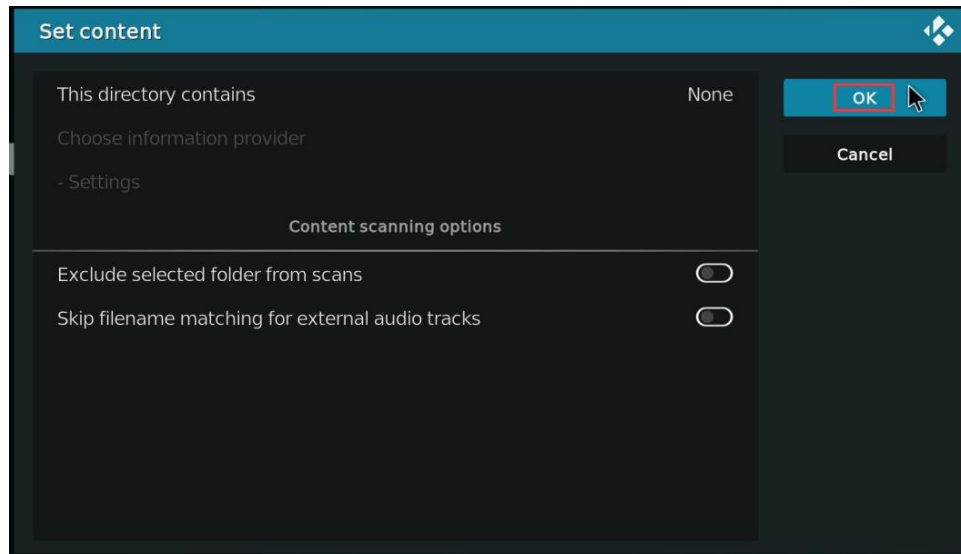 Set content
This directory contains None
OK
Choose information provider
Cancel
- Settings
Content scanning options
Exclude selected folder from scans
Skip filename matching for external audio tracks